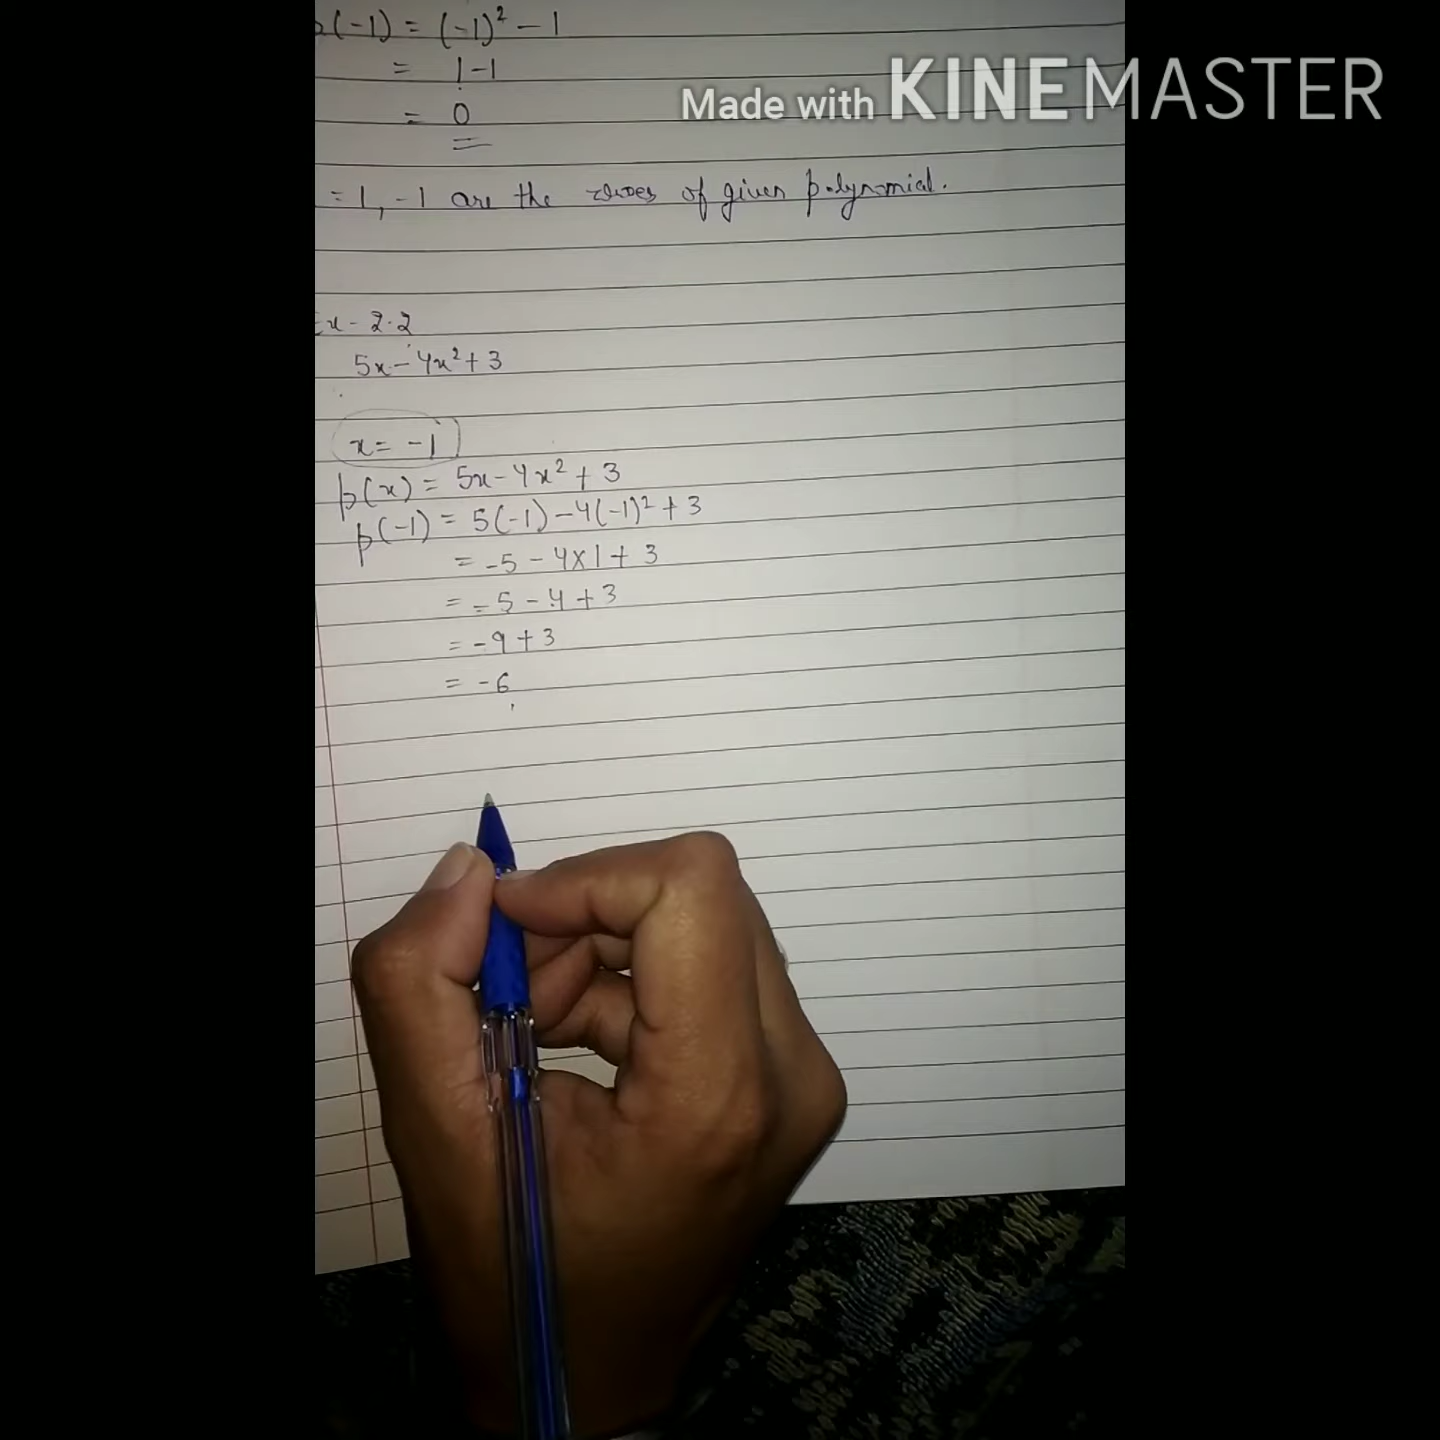 p(-1) = (-1)² - 1
Made with KINEMASTER
= 1-1
= 0
= 1, -1 are the zeroes of given polynomial.
Ex - 2.2
5x - 4x² + 3
x = -1
p(x) = 5x - 4x² + 3
p(-1) = 5(-1) - 4(-1)² + 3
= -5 - 4x1 + 3
= -5 - 4 + 3
= -9 + 3
= -6